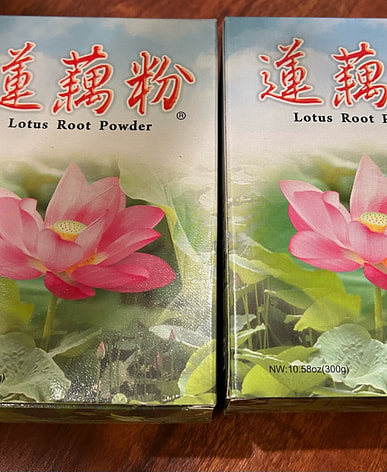 蓮藕粉
®
Lotus Root Powder
蓮藕
Lotus Root
NW:10.58oz(300g)